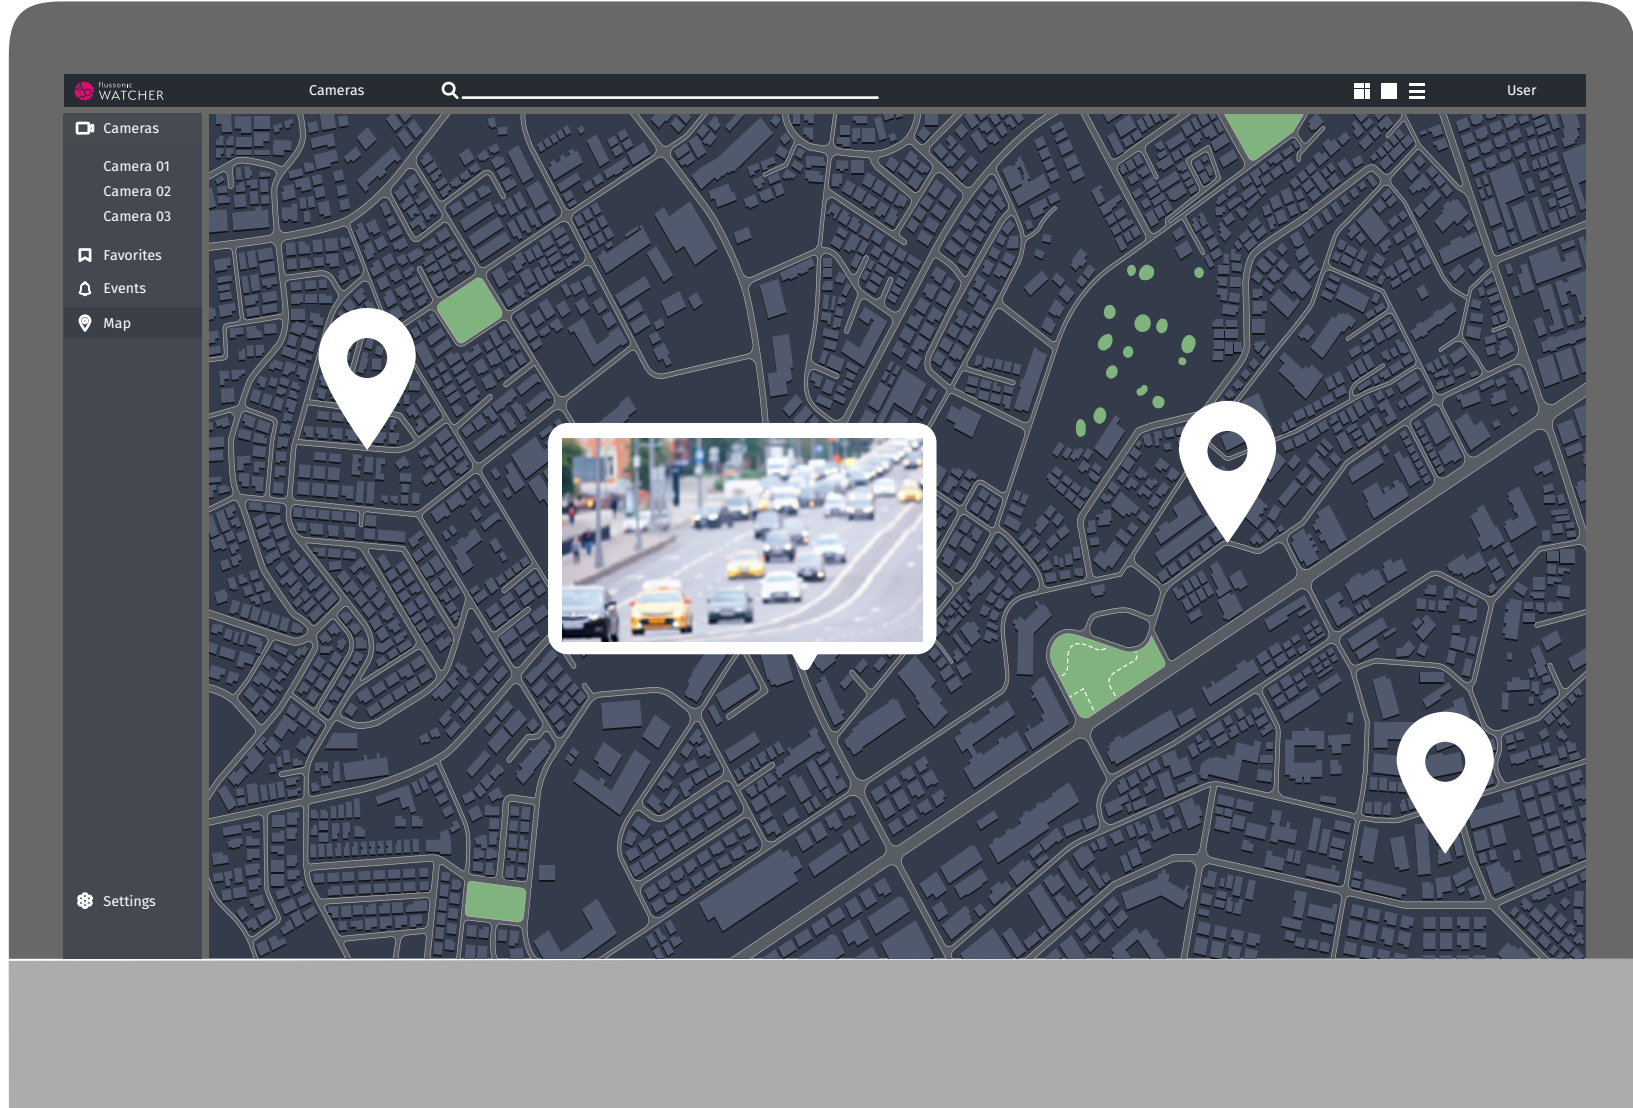 flussonic
WATCHER
Cameras
User
Cameras
Camera 01
Camera 02
Camera 03
Favorites
Events
Map
Settings